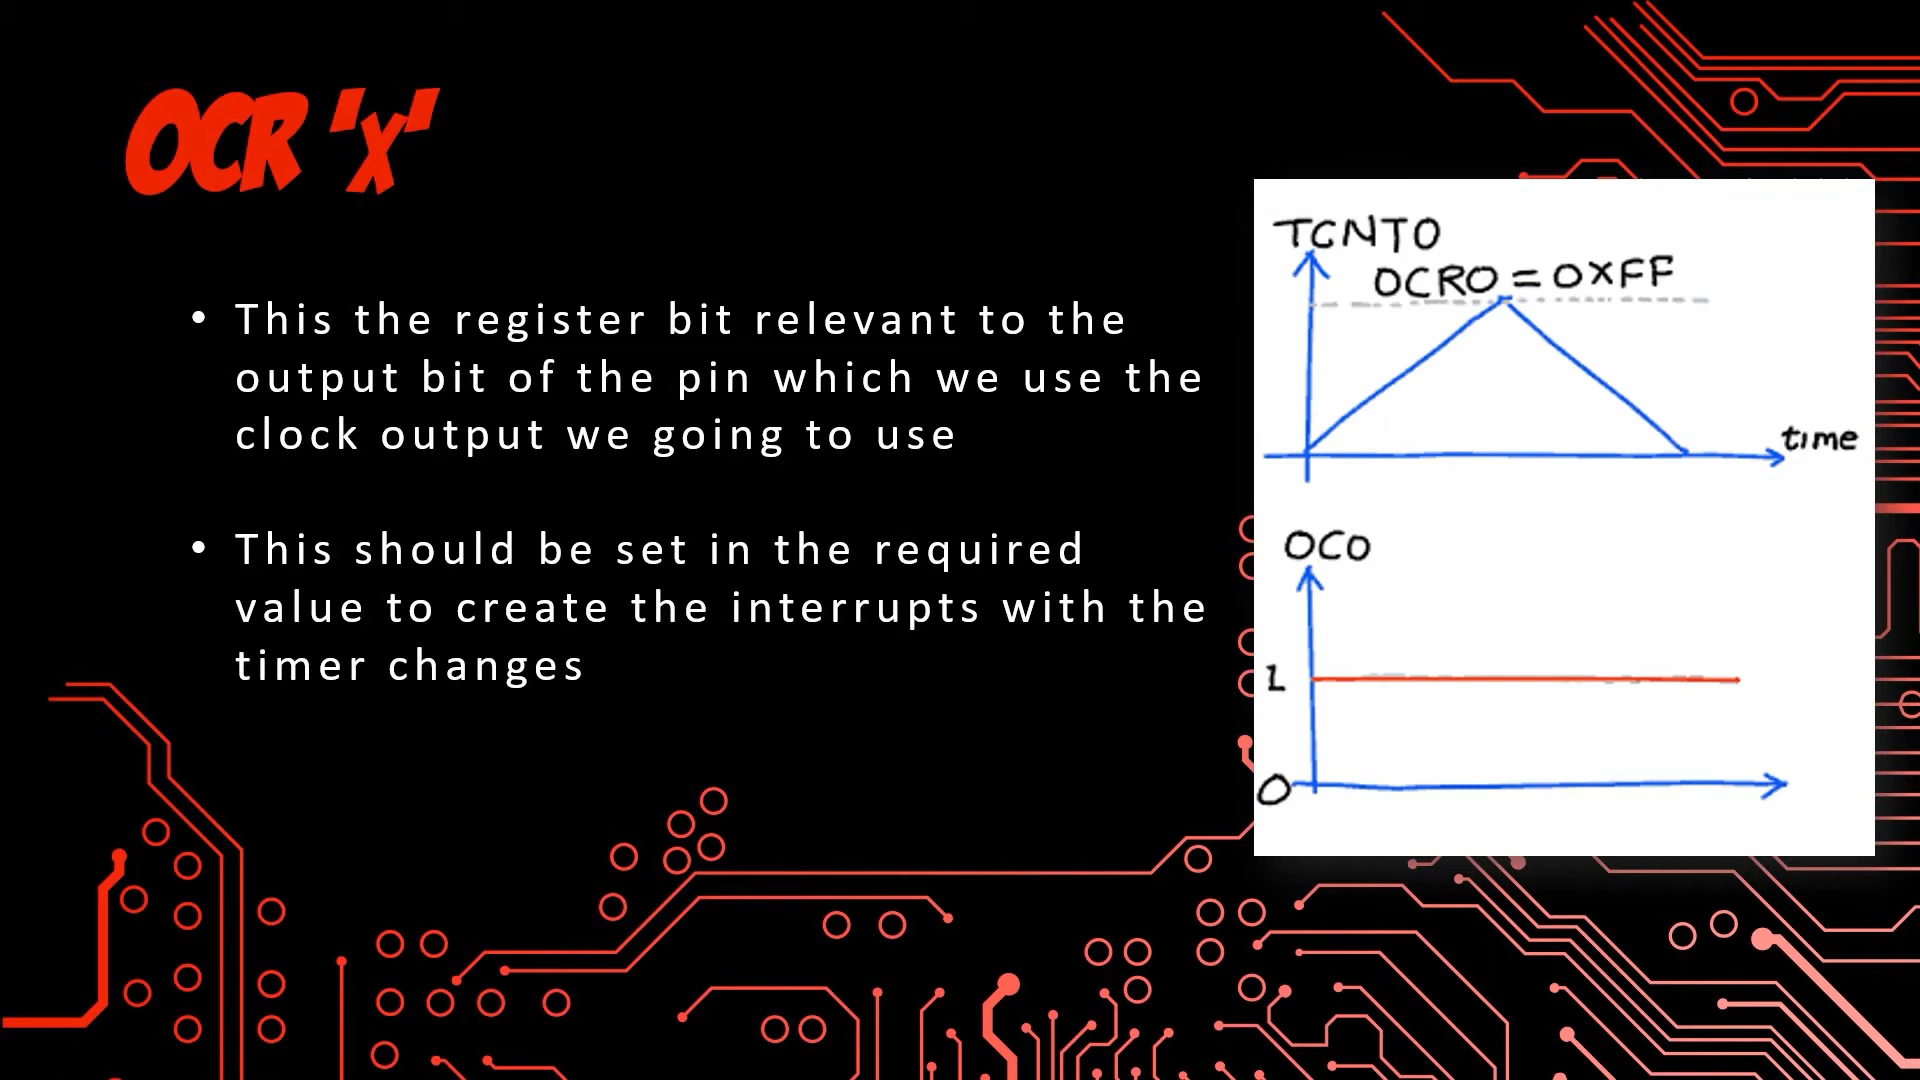 OCR 'X'
• This the register bit relevant to the
output bit of the pin which we use the
clock output we going to use
• This should be set in the required
value to create the interrupts with the
timer changes
TCNT0
OCR0 = 0XFF
time
OC0
1
0